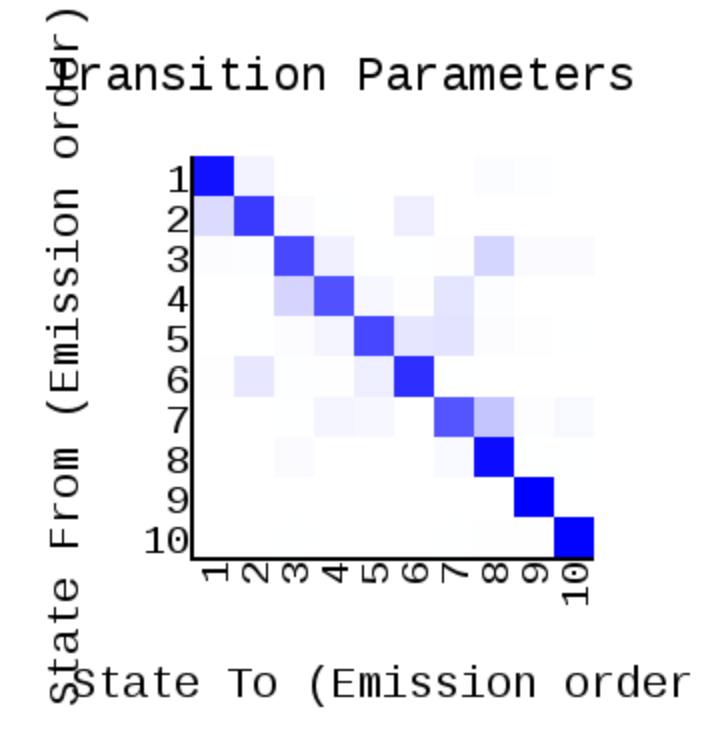 Transition Parameters
State From (Emission order)
1
2
3
4
5
6
7
8
9
10
1 2 3 4 5 6 7 8 9 10
State To (Emission order